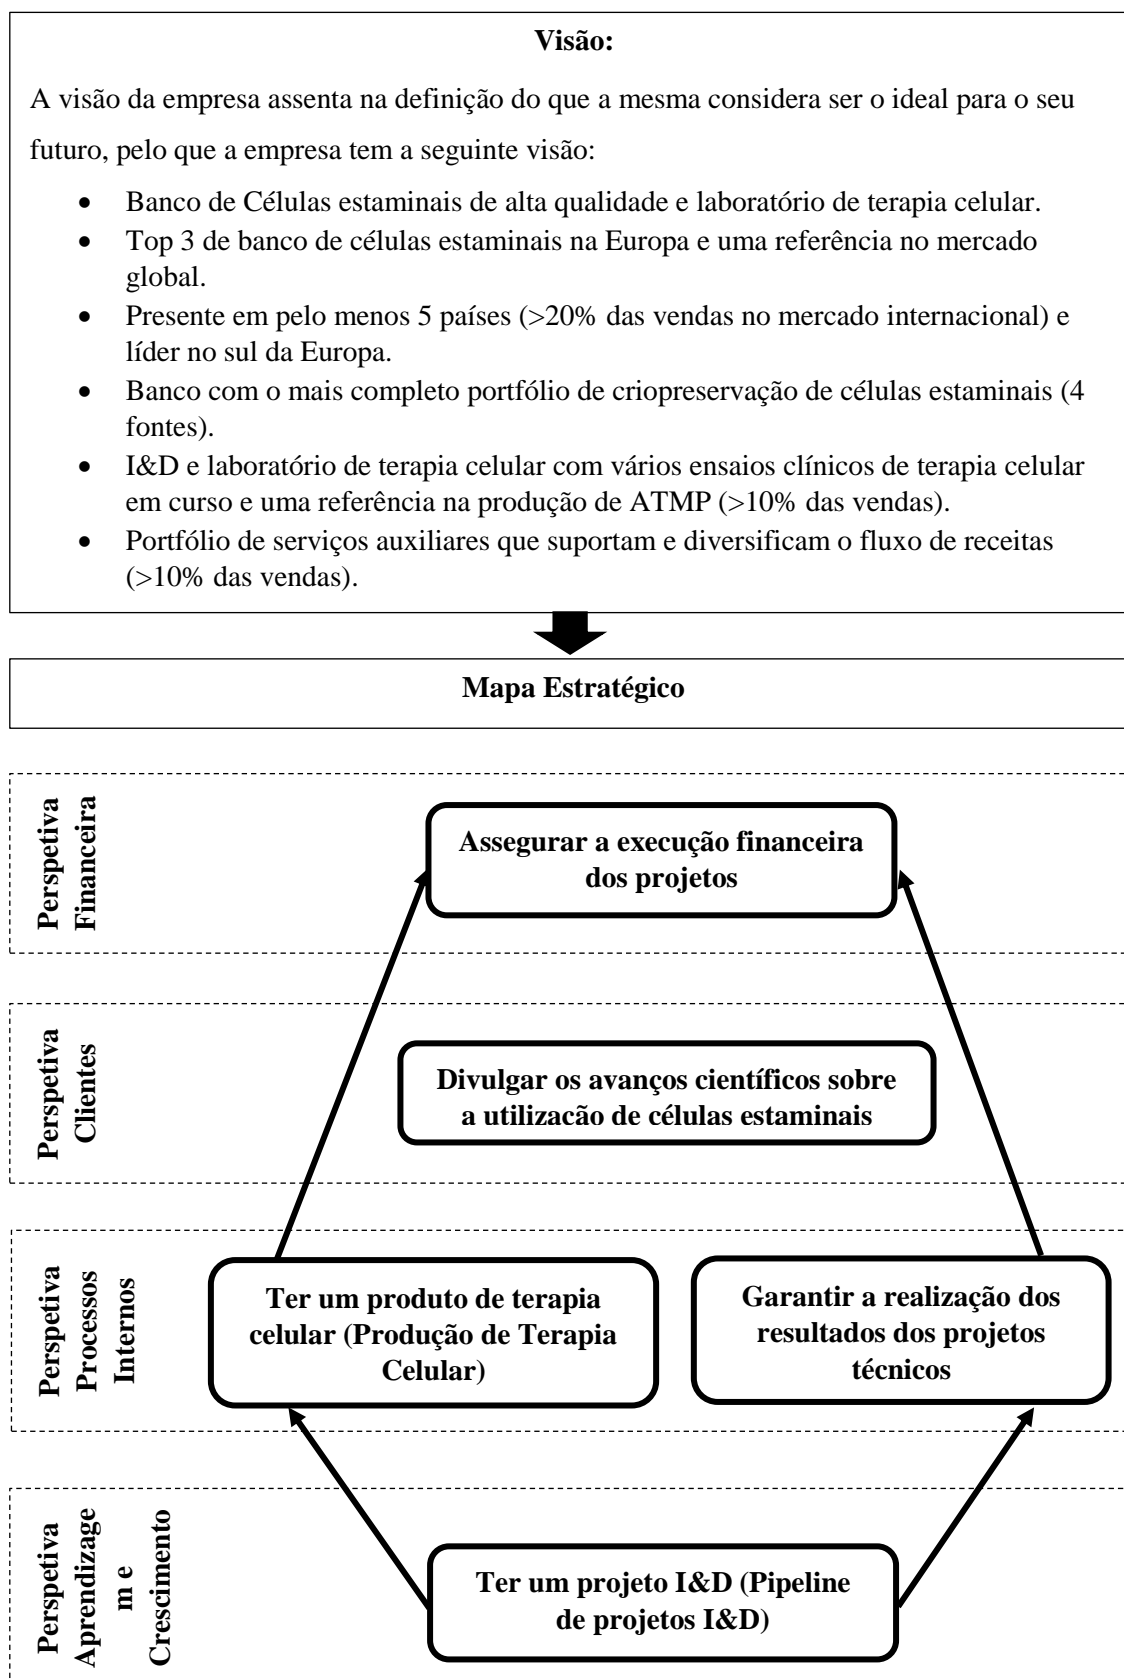 Visão:
A visão da empresa assenta na definição do que a mesma considera ser o ideal para o seu
futuro, pelo que a empresa tem a seguinte visão:
• Banco de Células estaminais de alta qualidade e laboratório de terapia celular.
• Top 3 de banco de células estaminais na Europa e uma referência no mercado
global.
• Presente em pelo menos 5 países (>20% das vendas no mercado internacional) e
líder no sul da Europa.
• Banco com o mais completo portfólio de criopreservação de células estaminais (4
fontes).
• I&D e laboratório de terapia celular com vários ensaios clínicos de terapia celular
em curso e uma referência na produção de ATMP (>10% das vendas).
• Portfólio de serviços auxiliares que suportam e diversificam o fluxo de receitas
(>10% das vendas).
Mapa Estratégico
Perspetiva
Financeira
Assegurar a execução financeira
dos projetos
Perspetiva
Clientes
Divulgar os avanços científicos sobre
a utilizacão de células estaminais
Perspetiva
Processos
Internos
Ter um produto de terapia
celular (Produção de Terapia
Celular)
Garantir a realização dos
resultados dos projetos
técnicos
Perspetiva
Aprendizage
m e
Crescimento
Ter um projeto I&D (Pipeline
de projetos I&D)